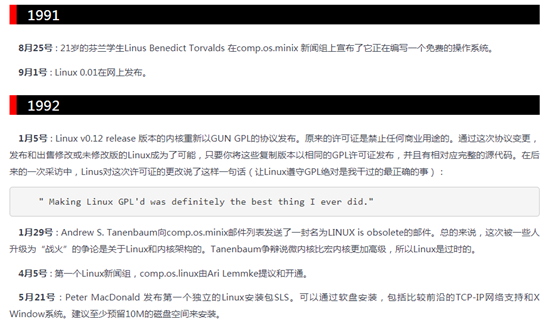 1991
8月25号 : 21岁的芬兰学生Linus Benedict Torvalds 在comp.os.minix 新闻组上宣布了它正在编写一个免费的操作系统。
9月1号 : Linux 0.01在网上发布。
1992
1月5号 : Linux v0.12 release 版本的内核重新以GUN GPL的协议发布。原来的许可证是禁止任何商业用途的。通过这次协议变更，
发布和出售修改或未修改版的Linux成为了可能，只要你将这些复制版本以相同的GPL许可证发布，并且有相对应完整的源代码。在后
来的一次采访中，Linus对这次许可证的更改说了这样一句话（让Linux遵守GPL绝对是我干过的最正确的事）:
" Making Linux GPL'd was definitely the best thing I ever did."
1月29号 : Andrew S. Tanenbaum向comp.os.minix邮件列表发送了一封名为LINUX is obsolete的邮件。总的来说，这次被一些人
升级为“战火”的争论是关于Linux和内核架构的。Tanenbaum争辩说微内核比宏内核更加高级，所以Linux是过时的。
4月5号 : 第一个Linux新闻组，comp.os.linux由Ari Lemmke提议和开通。
5月21号 : Peter MacDonald 发布第一个独立的Linux安装包SLS。可以通过软盘安装，包括比较前沿的TCP-IP网络支持和X
Window系统。建议至少预留10M的磁盘空间来安装。